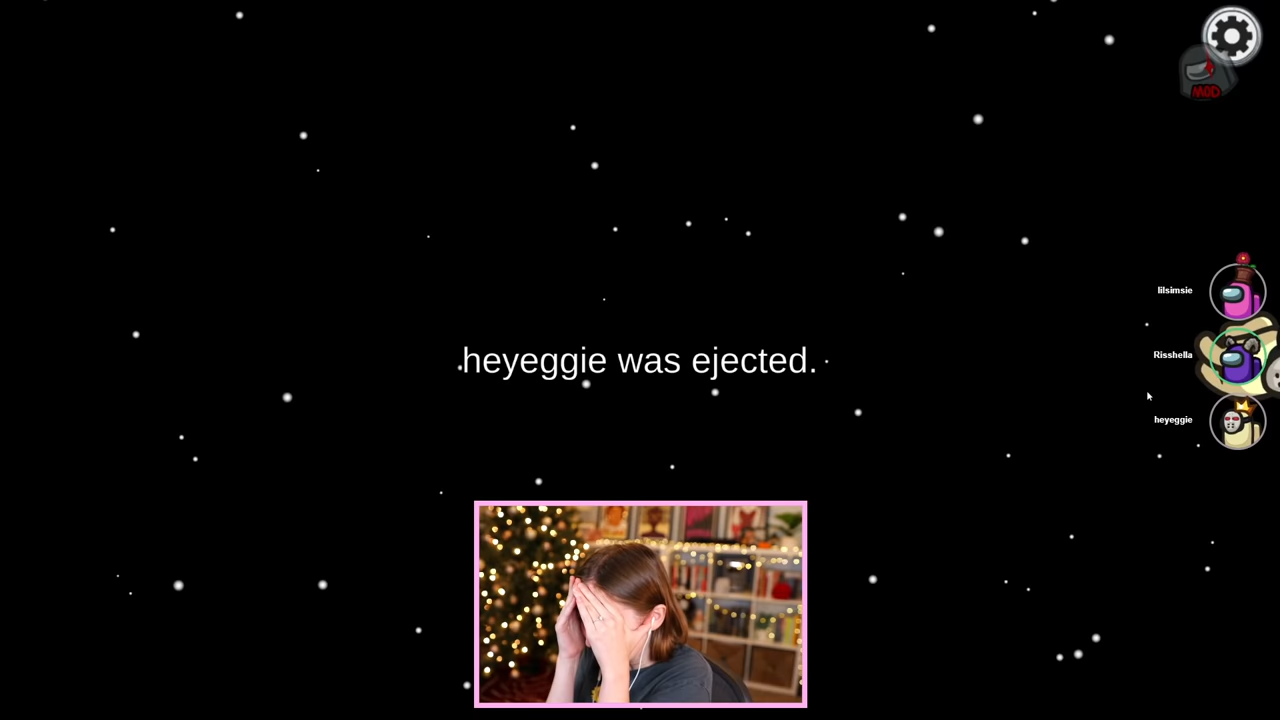 MOD
lilsimsie
Risshella
heyeggie was ejected.
heyeggie